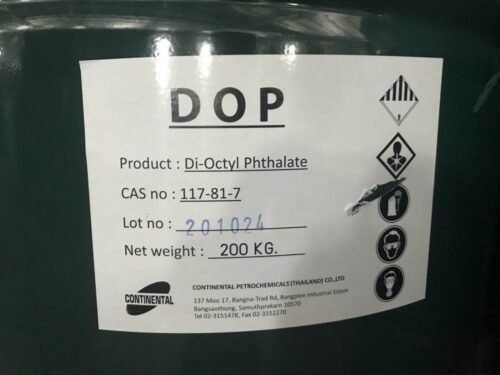 DOP
Product : Di-Octyl Phthalate
CAS no : 117-81-7
Lot no : 201024
Net weight : 200 KG.
CONTINENTAL
CONTINENTAL PETROCHEMICALS (THAILAND) CO.,LTD
137 Moo 17, Bangna-Trad Rd, Bangplee Industrial Estate
Bangsaothong, Samuthprakarn 10570
Tel 02-3151478, Fax 02-3152270